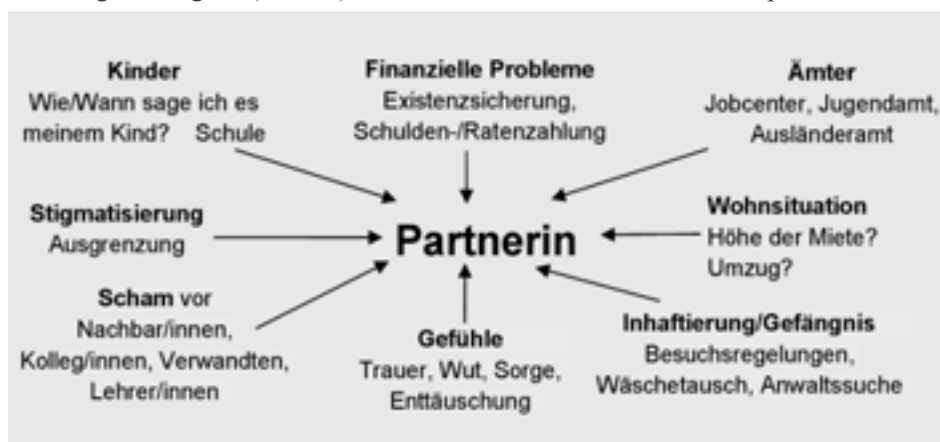 Kinder
Wie/Wann sage ich es
meinem Kind? Schule
Finanzielle Probleme
Existenzsicherung,
Schulden-/Ratenzahlung
Ämter
Jobcenter, Jugendamt,
Ausländeramt
Stigmatisierung
Ausgrenzung
Partnerin
Wohnsituation
Höhe der Miete?
Umzug?
Scham vor
Nachbar/innen,
Kolleg/innen, Verwandten,
Lehrer/innen
Gefühle
Trauer, Wut, Sorge,
Enttäuschung
Inhaftierung/Gefängnis
Besuchsregelungen,
Wäschetausch, Anwaltssuche